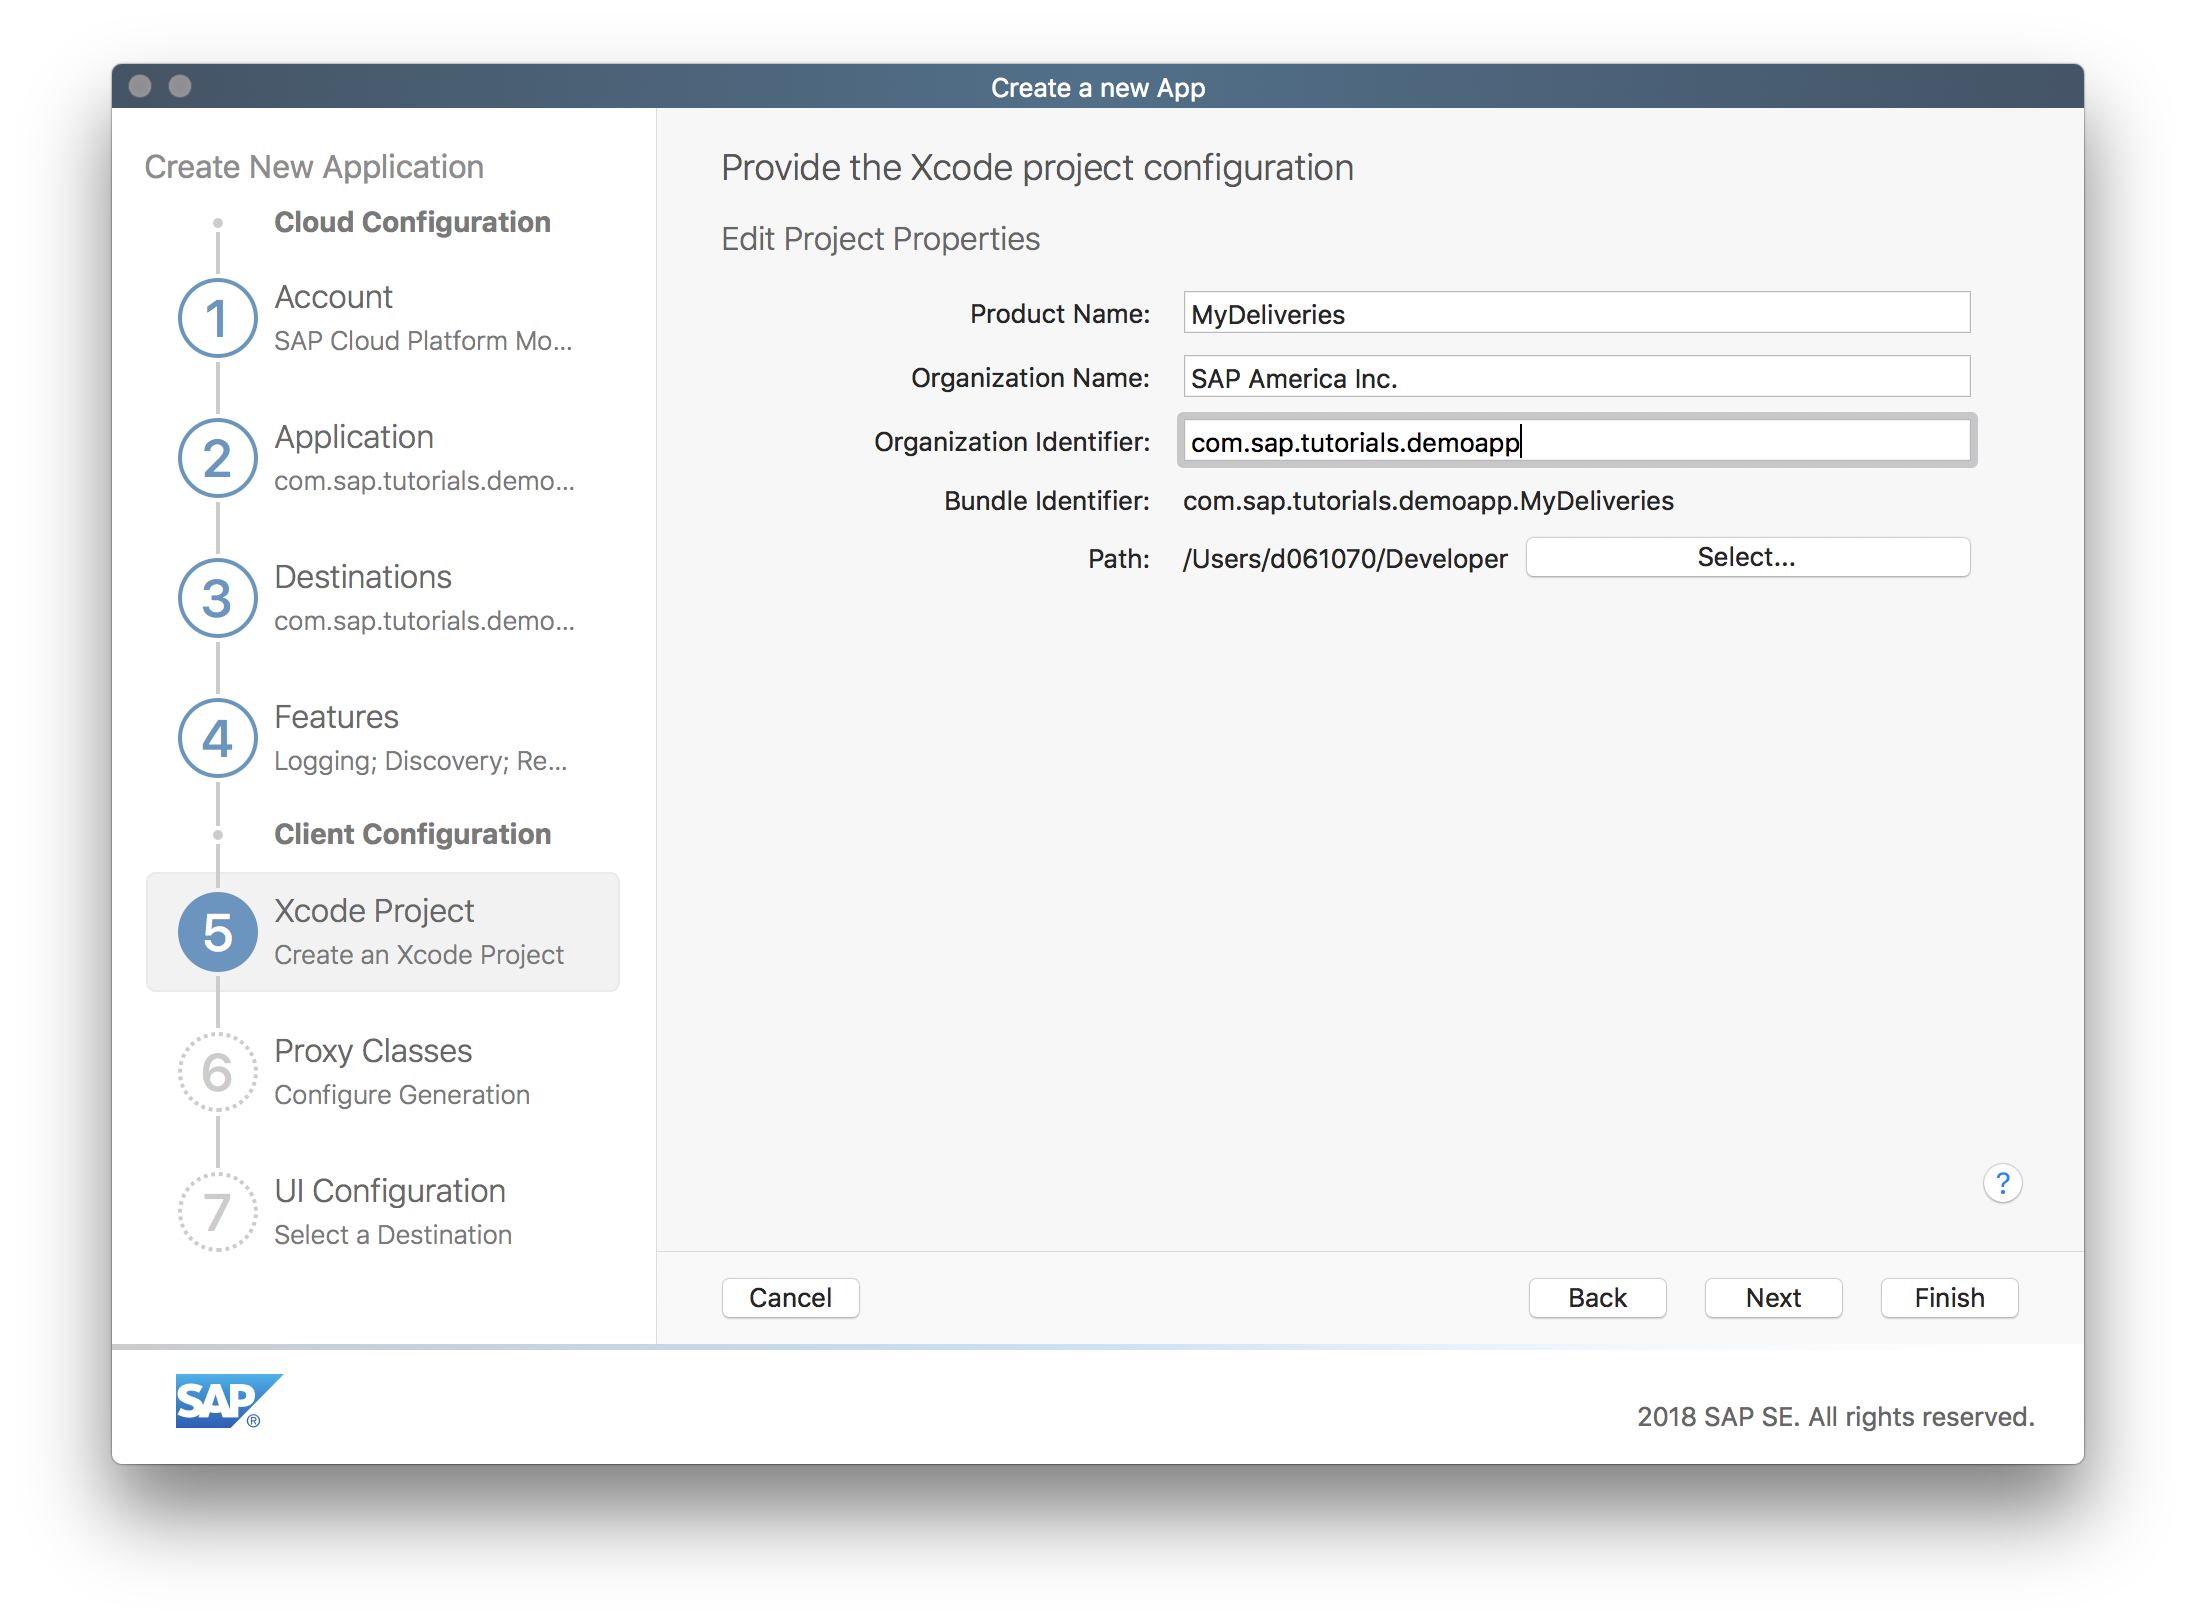 Create a new App
Create New Application
Cloud Configuration
1
Account
SAP Cloud Platform Mo...
2
Application
com.sap.tutorials.demo...
3
Destinations
com.sap.tutorials.demo...
4
Features
Logging; Discovery; Re...
Client Configuration
5
Xcode Project
Create an Xcode Project
6
Proxy Classes
Configure Generation
7
UI Configuration
Select a Destination
Provide the Xcode project configuration
Edit Project Properties
Product Name: MyDeliveries
Organization Name: SAP America Inc.
Organization Identifier: com.sap.tutorials.demoapp
Bundle Identifier: com.sap.tutorials.demoapp.MyDeliveries
Path: /Users/d061070/Developer Select...
?
Cancel Back Next Finish
SAP®
2018 SAP SE. All rights reserved.